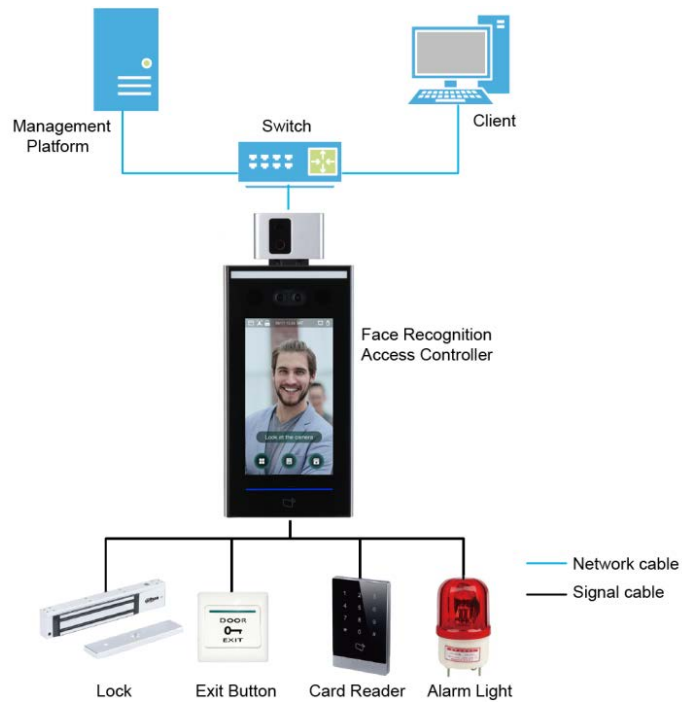 Management
Platform
Switch
Client
Face Recognition
Access Controller
Look at the camera
Network cable
Signal cable
DOOR
EXIT
Lock
Exit Button
Card Reader
Alarm Light